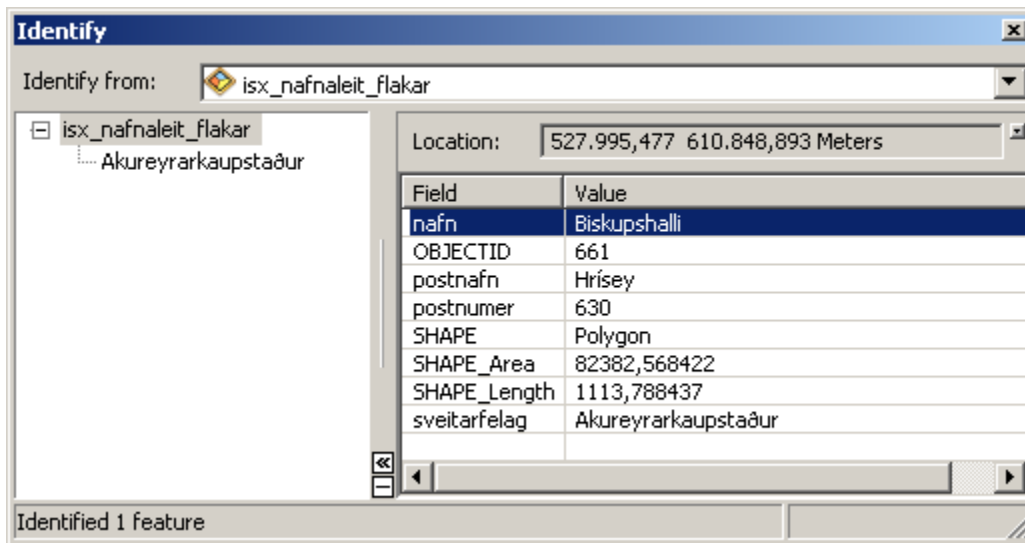 Identify
Identify from: isx_nafnaleit_flakar
isx_nafnaleit_flakar
Akureyrarkaupstaður
Location: 527.995,477 610.848,893 Meters
Field Value
nafn Biskupshalli
OBJECTID 661
postnafn Hrísey
postnumer 630
SHAPE Polygon
SHAPE_Area 82382,568422
SHAPE_Length 1113,788437
sveitarfelag Akureyrarkaupstaður
Identified 1 feature